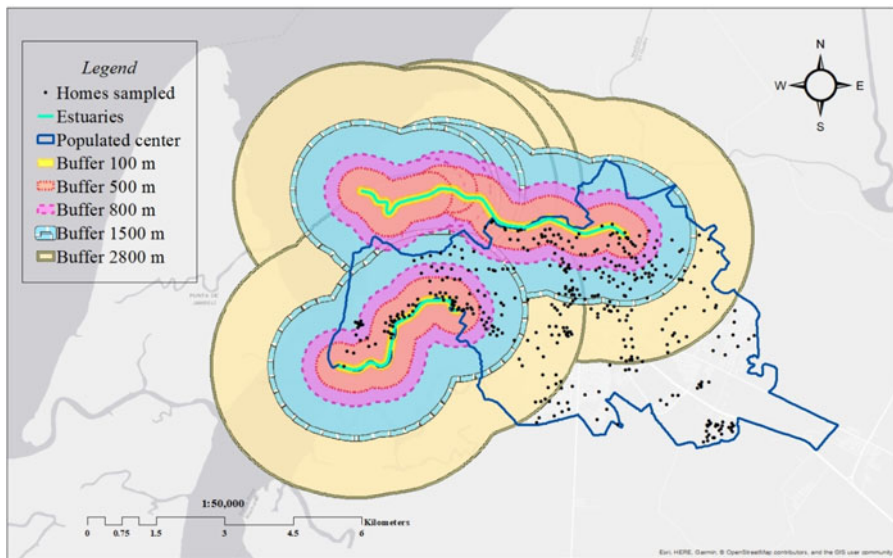 Legend
Homes sampled
Estuaries
Populated center
Buffer 100 m
Buffer 500 m
Buffer 800 m
Buffer 1500 m
Buffer 2800 m
N
W E
S
PUNTA DE
1:50,000
Kilometers
0 0.75 1.5 3 4.5 6
Esri, HERE, Garmin, © OpenStreetMap contributors, and the GIS user community